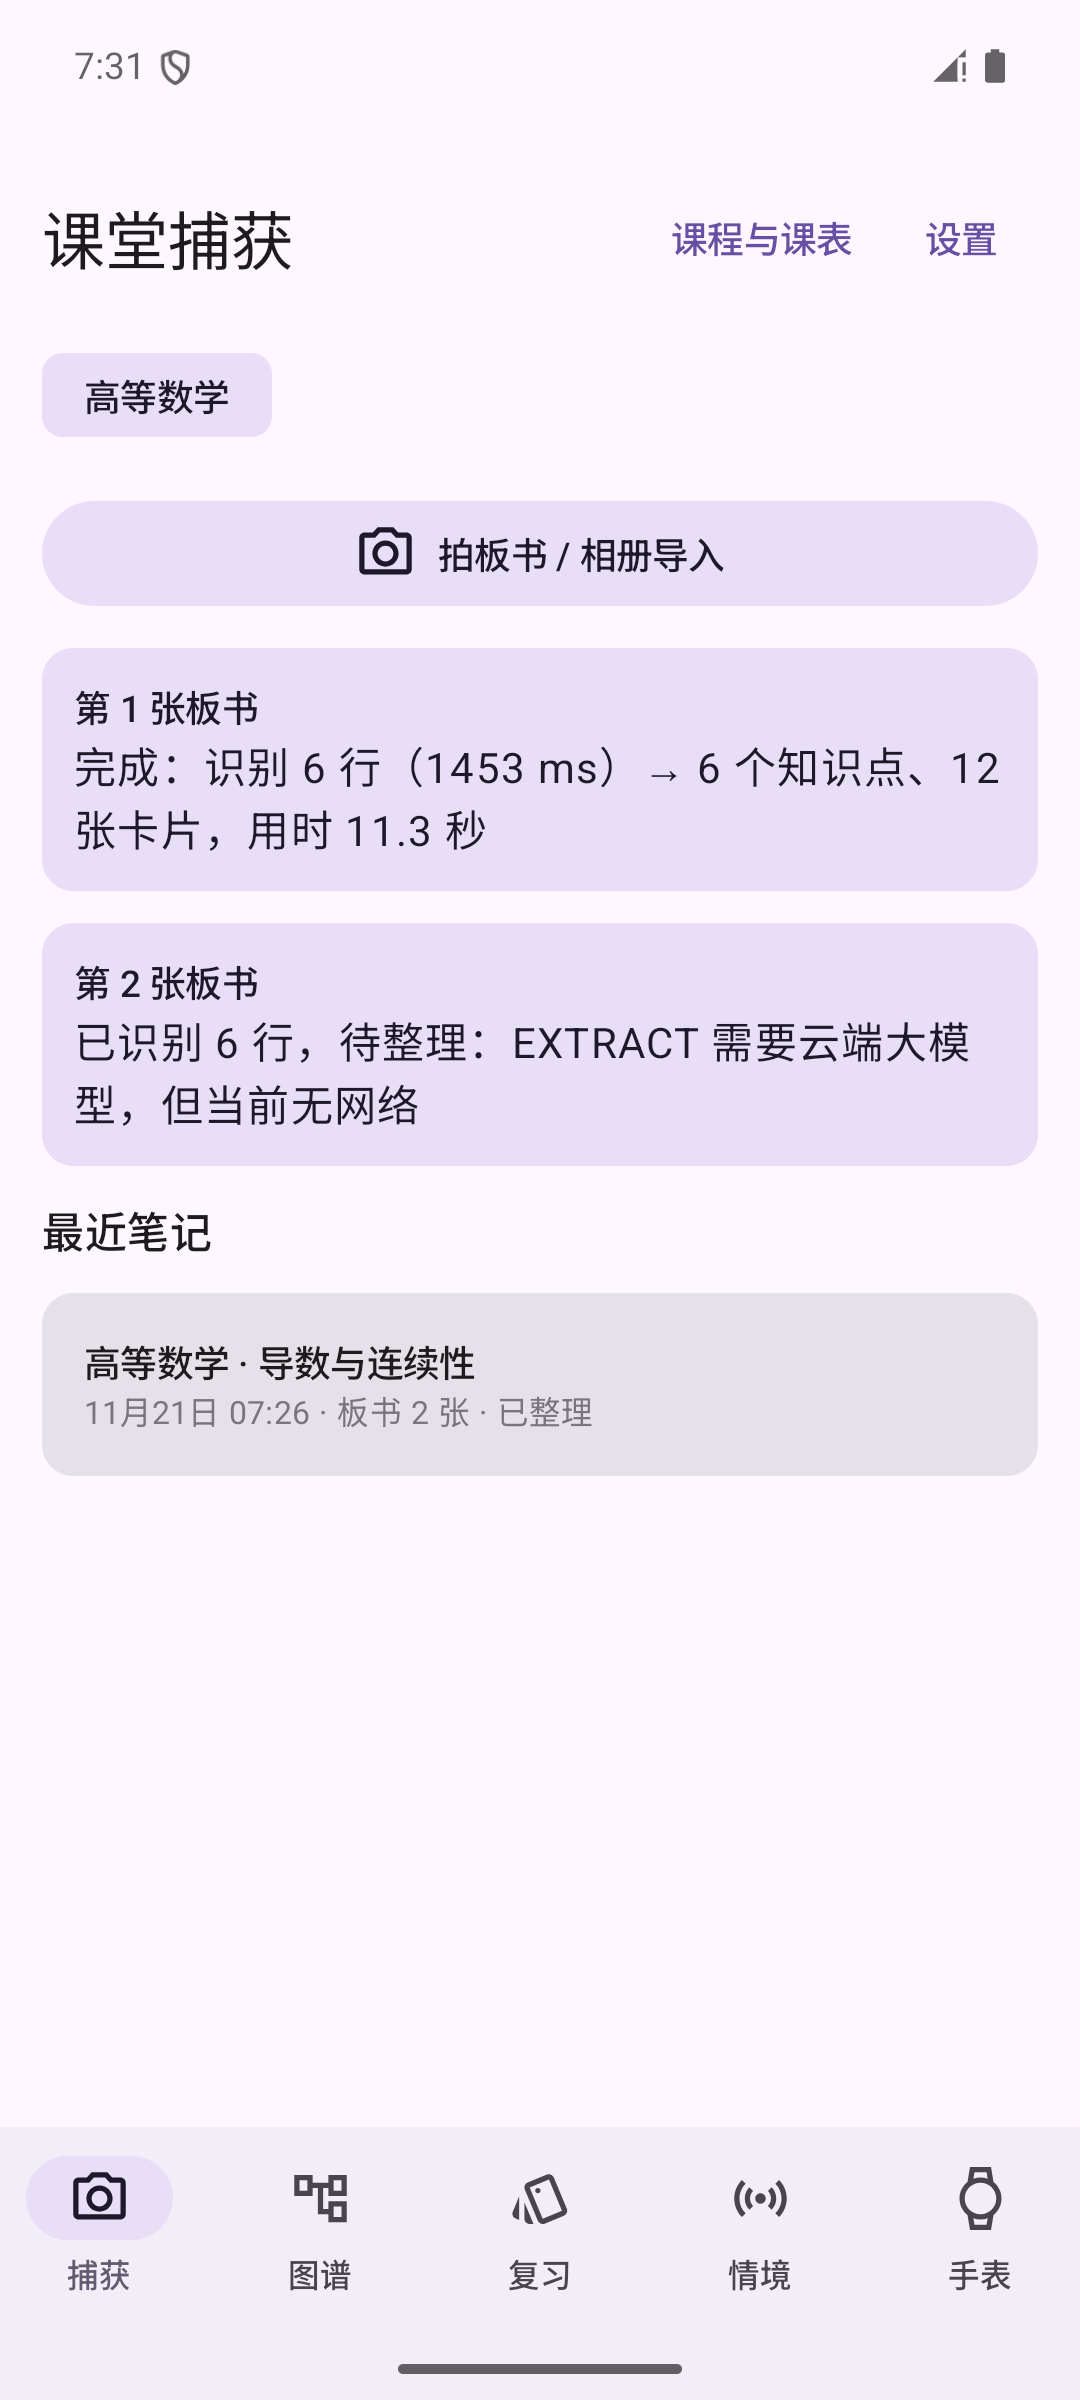 7:31
课堂捕获
课程与课表
设置
高等数学
拍板书 / 相册导入
第 1 张板书
完成：识别 6 行（1453 ms）→ 6 个知识点、12
张卡片，用时 11.3 秒
第 2 张板书
已识别 6 行，待整理：EXTRACT 需要云端大模
型，但当前无网络
最近笔记
高等数学 · 导数与连续性
11月21日 07:26 · 板书 2 张 · 已整理
捕获
图谱
复习
情境
手表